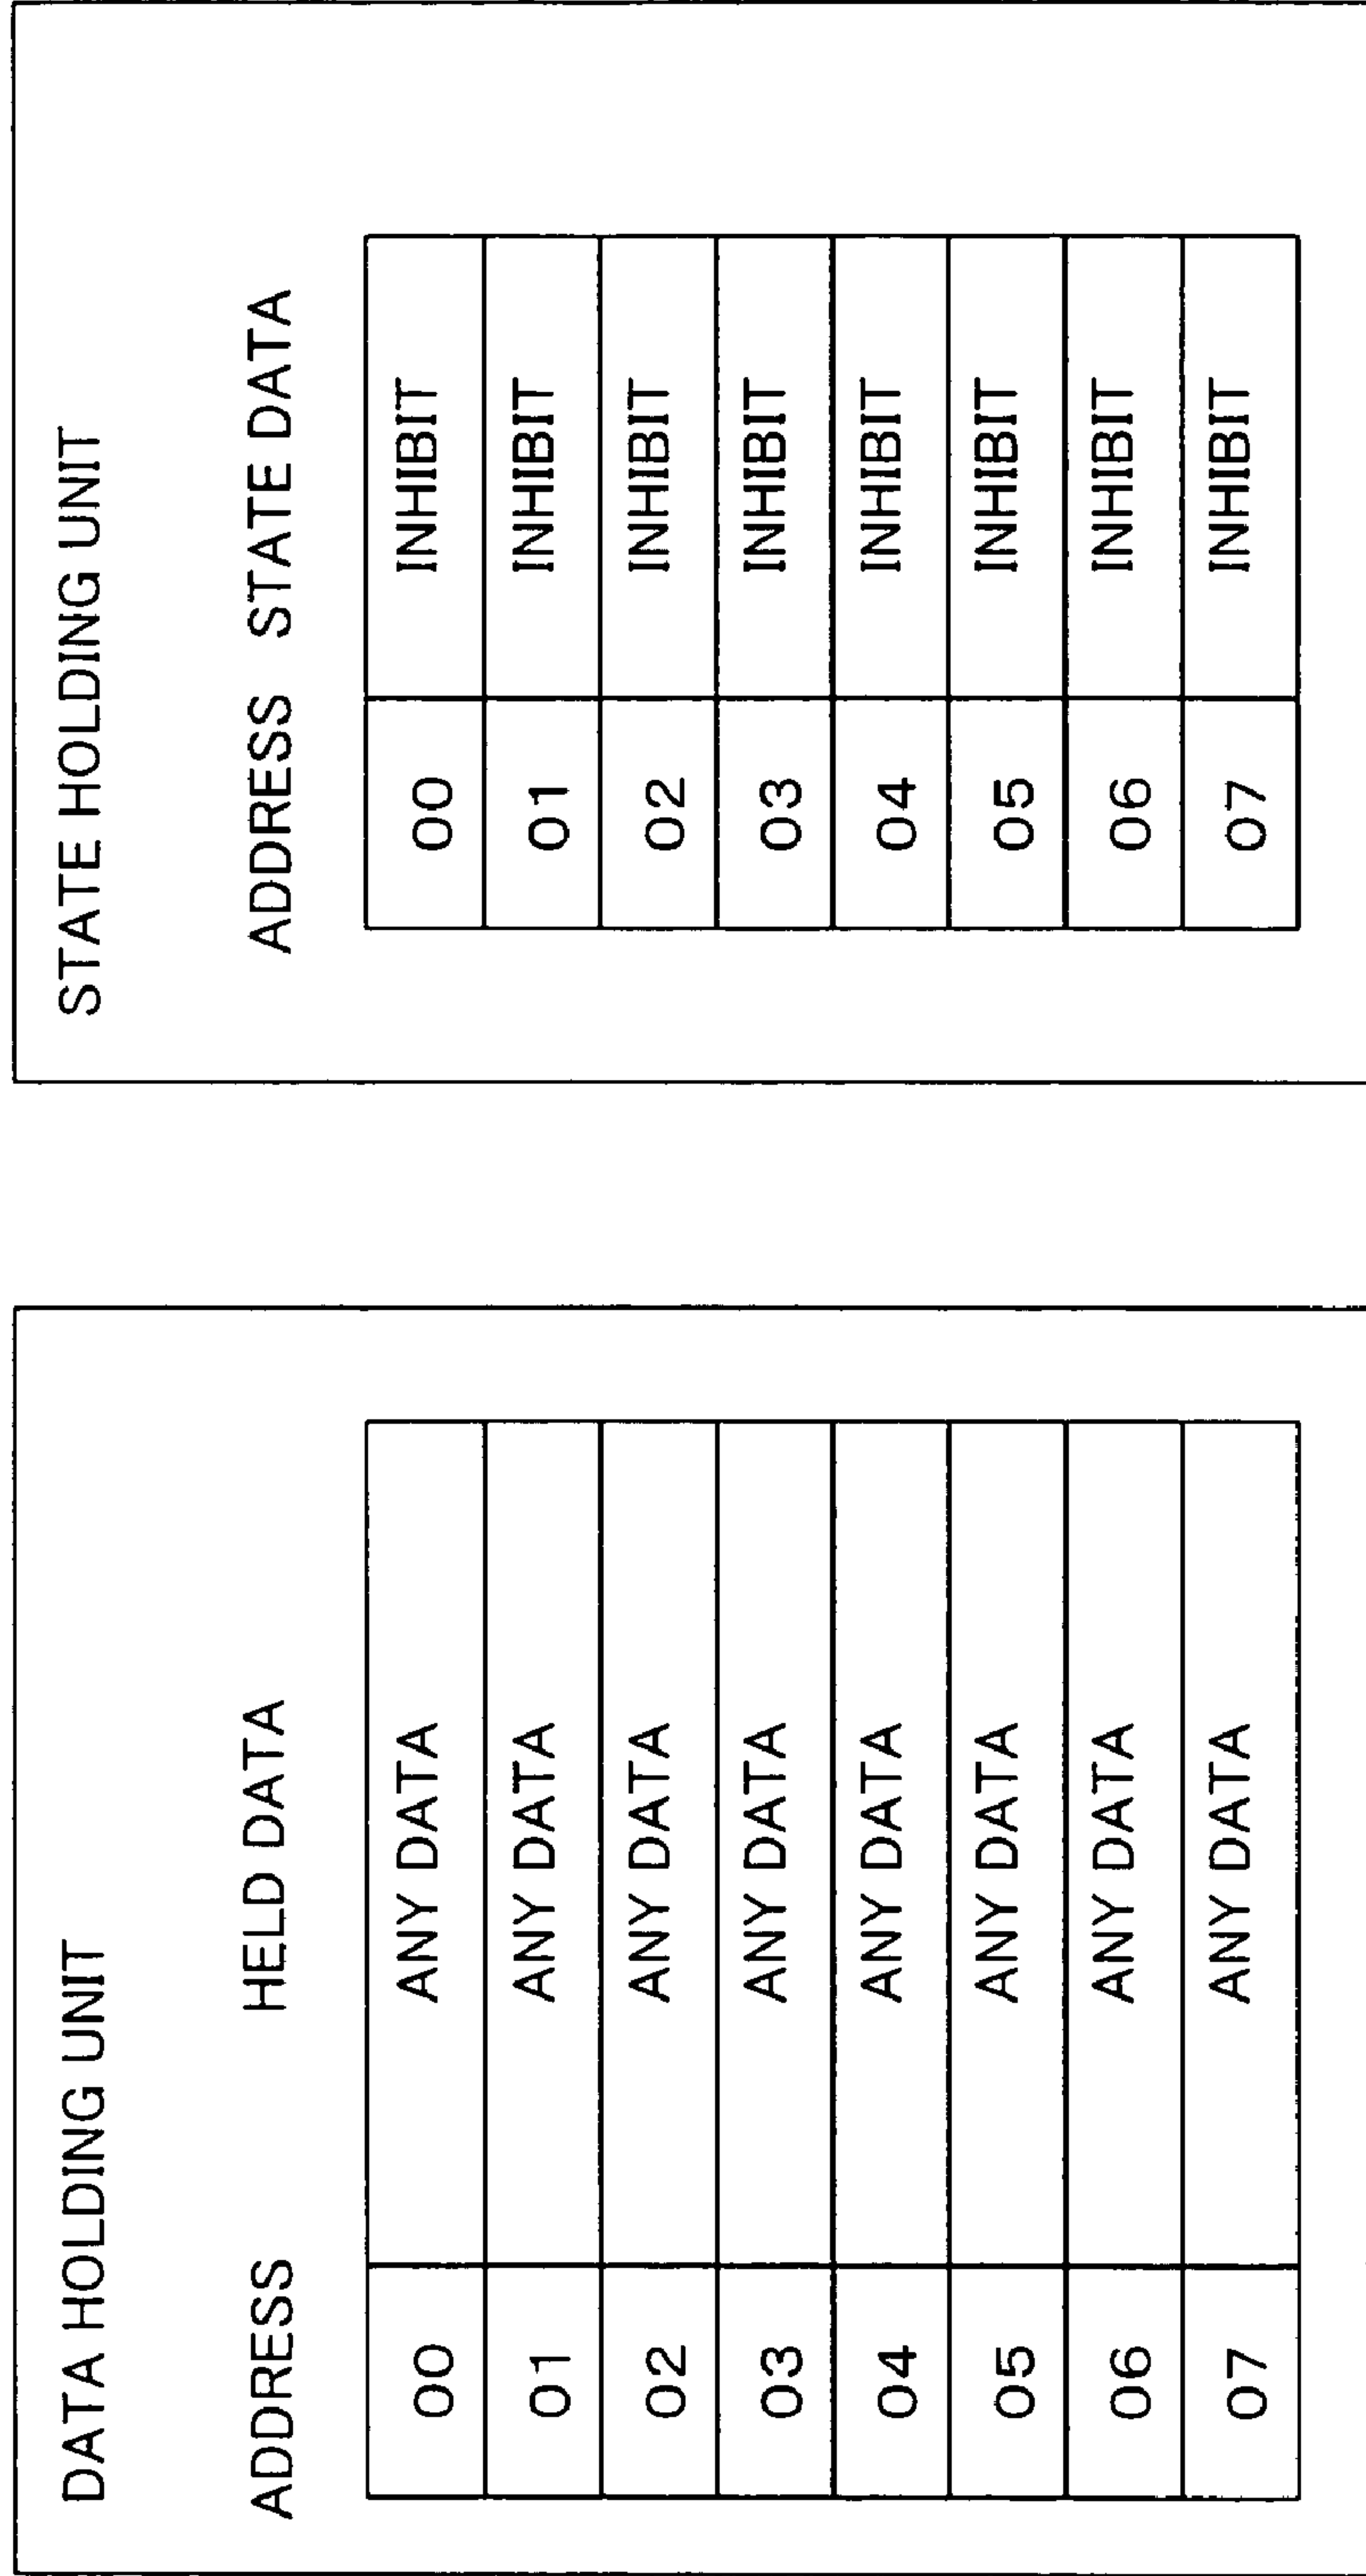 DATA HOLDING UNIT
ADDRESS HELD DATA
00 ANY DATA
01 ANY DATA
02 ANY DATA
03 ANY DATA
04 ANY DATA
05 ANY DATA
06 ANY DATA
07 ANY DATA
STATE HOLDING UNIT
ADDRESS STATE DATA
00 INHIBIT
01 INHIBIT
02 INHIBIT
03 INHIBIT
04 INHIBIT
05 INHIBIT
06 INHIBIT
07 INHIBIT